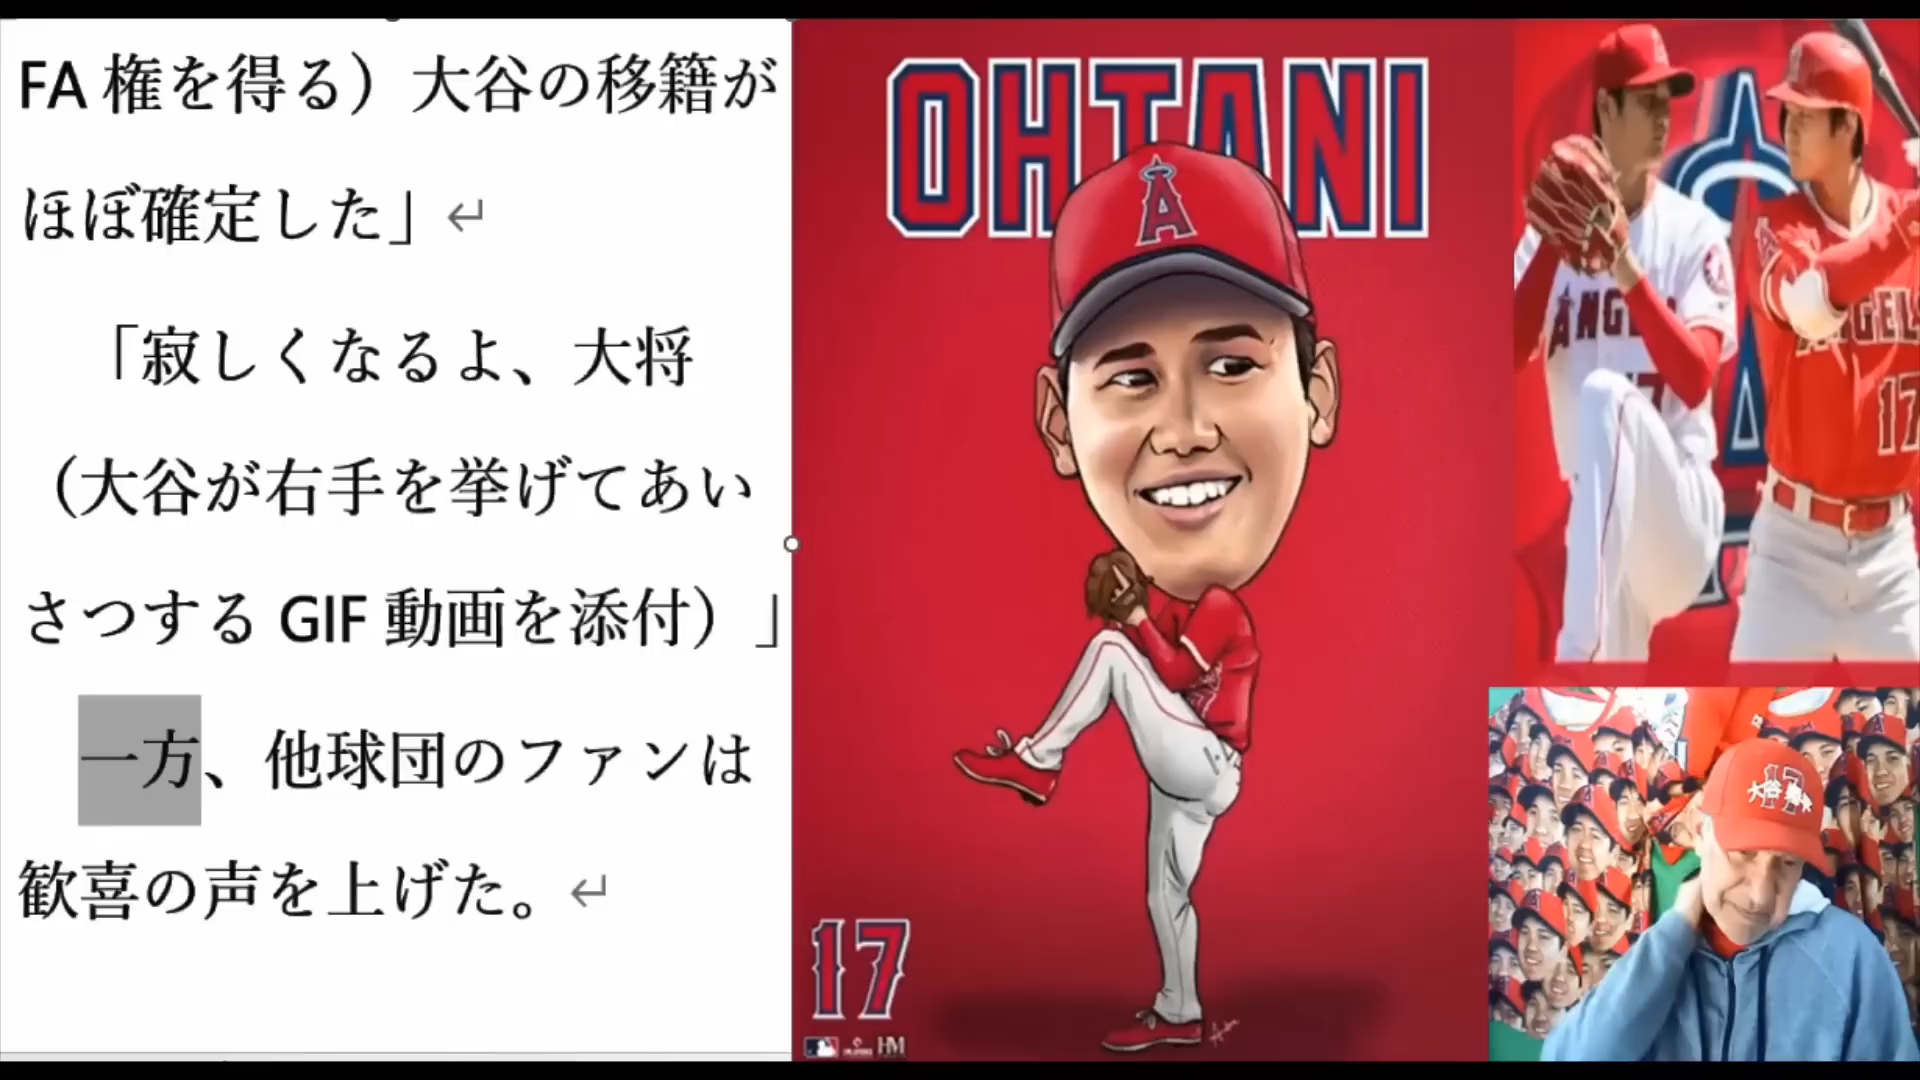 FA 権を得る）大谷の移籍が
ほぼ確定した」
「寂しくなるよ、大将
（大谷が右手を挙げてあい
さつする GIF 動画を添付）」
一方、他球団のファンは
歓喜の声を上げた。
OHTANI
A
17
HM
17
17